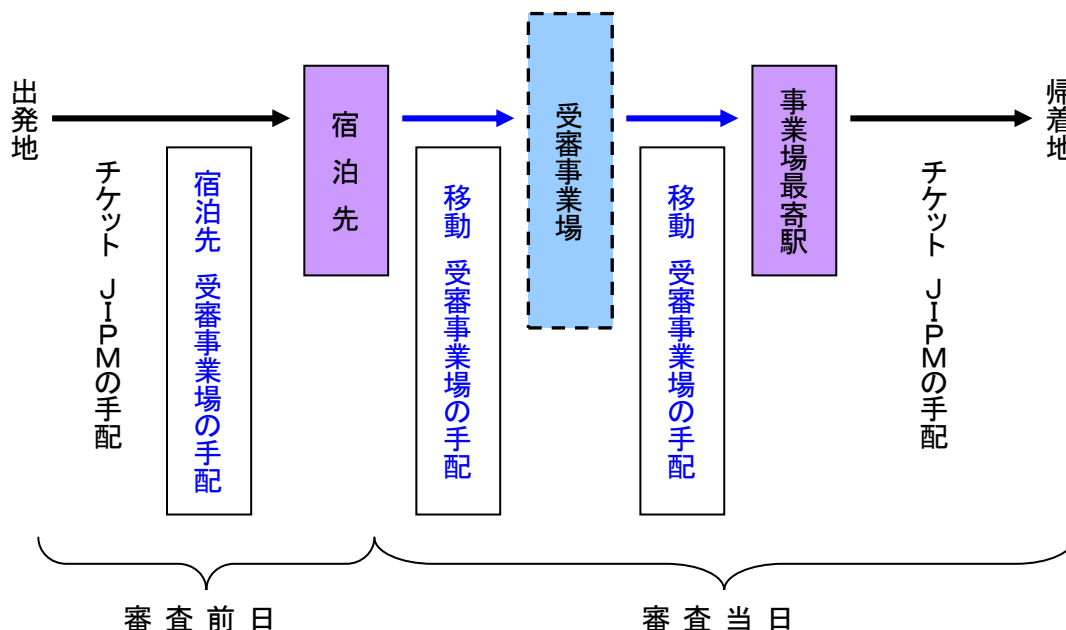 出発地
チケット ＪＩＰＭの手配
宿泊先 受審事業場の手配
宿泊先
移動 受審事業場の手配
受審事業場
移動 受審事業場の手配
事業場最寄駅
チケット ＪＩＰＭの手配
帰着地
審査前日
審査当日